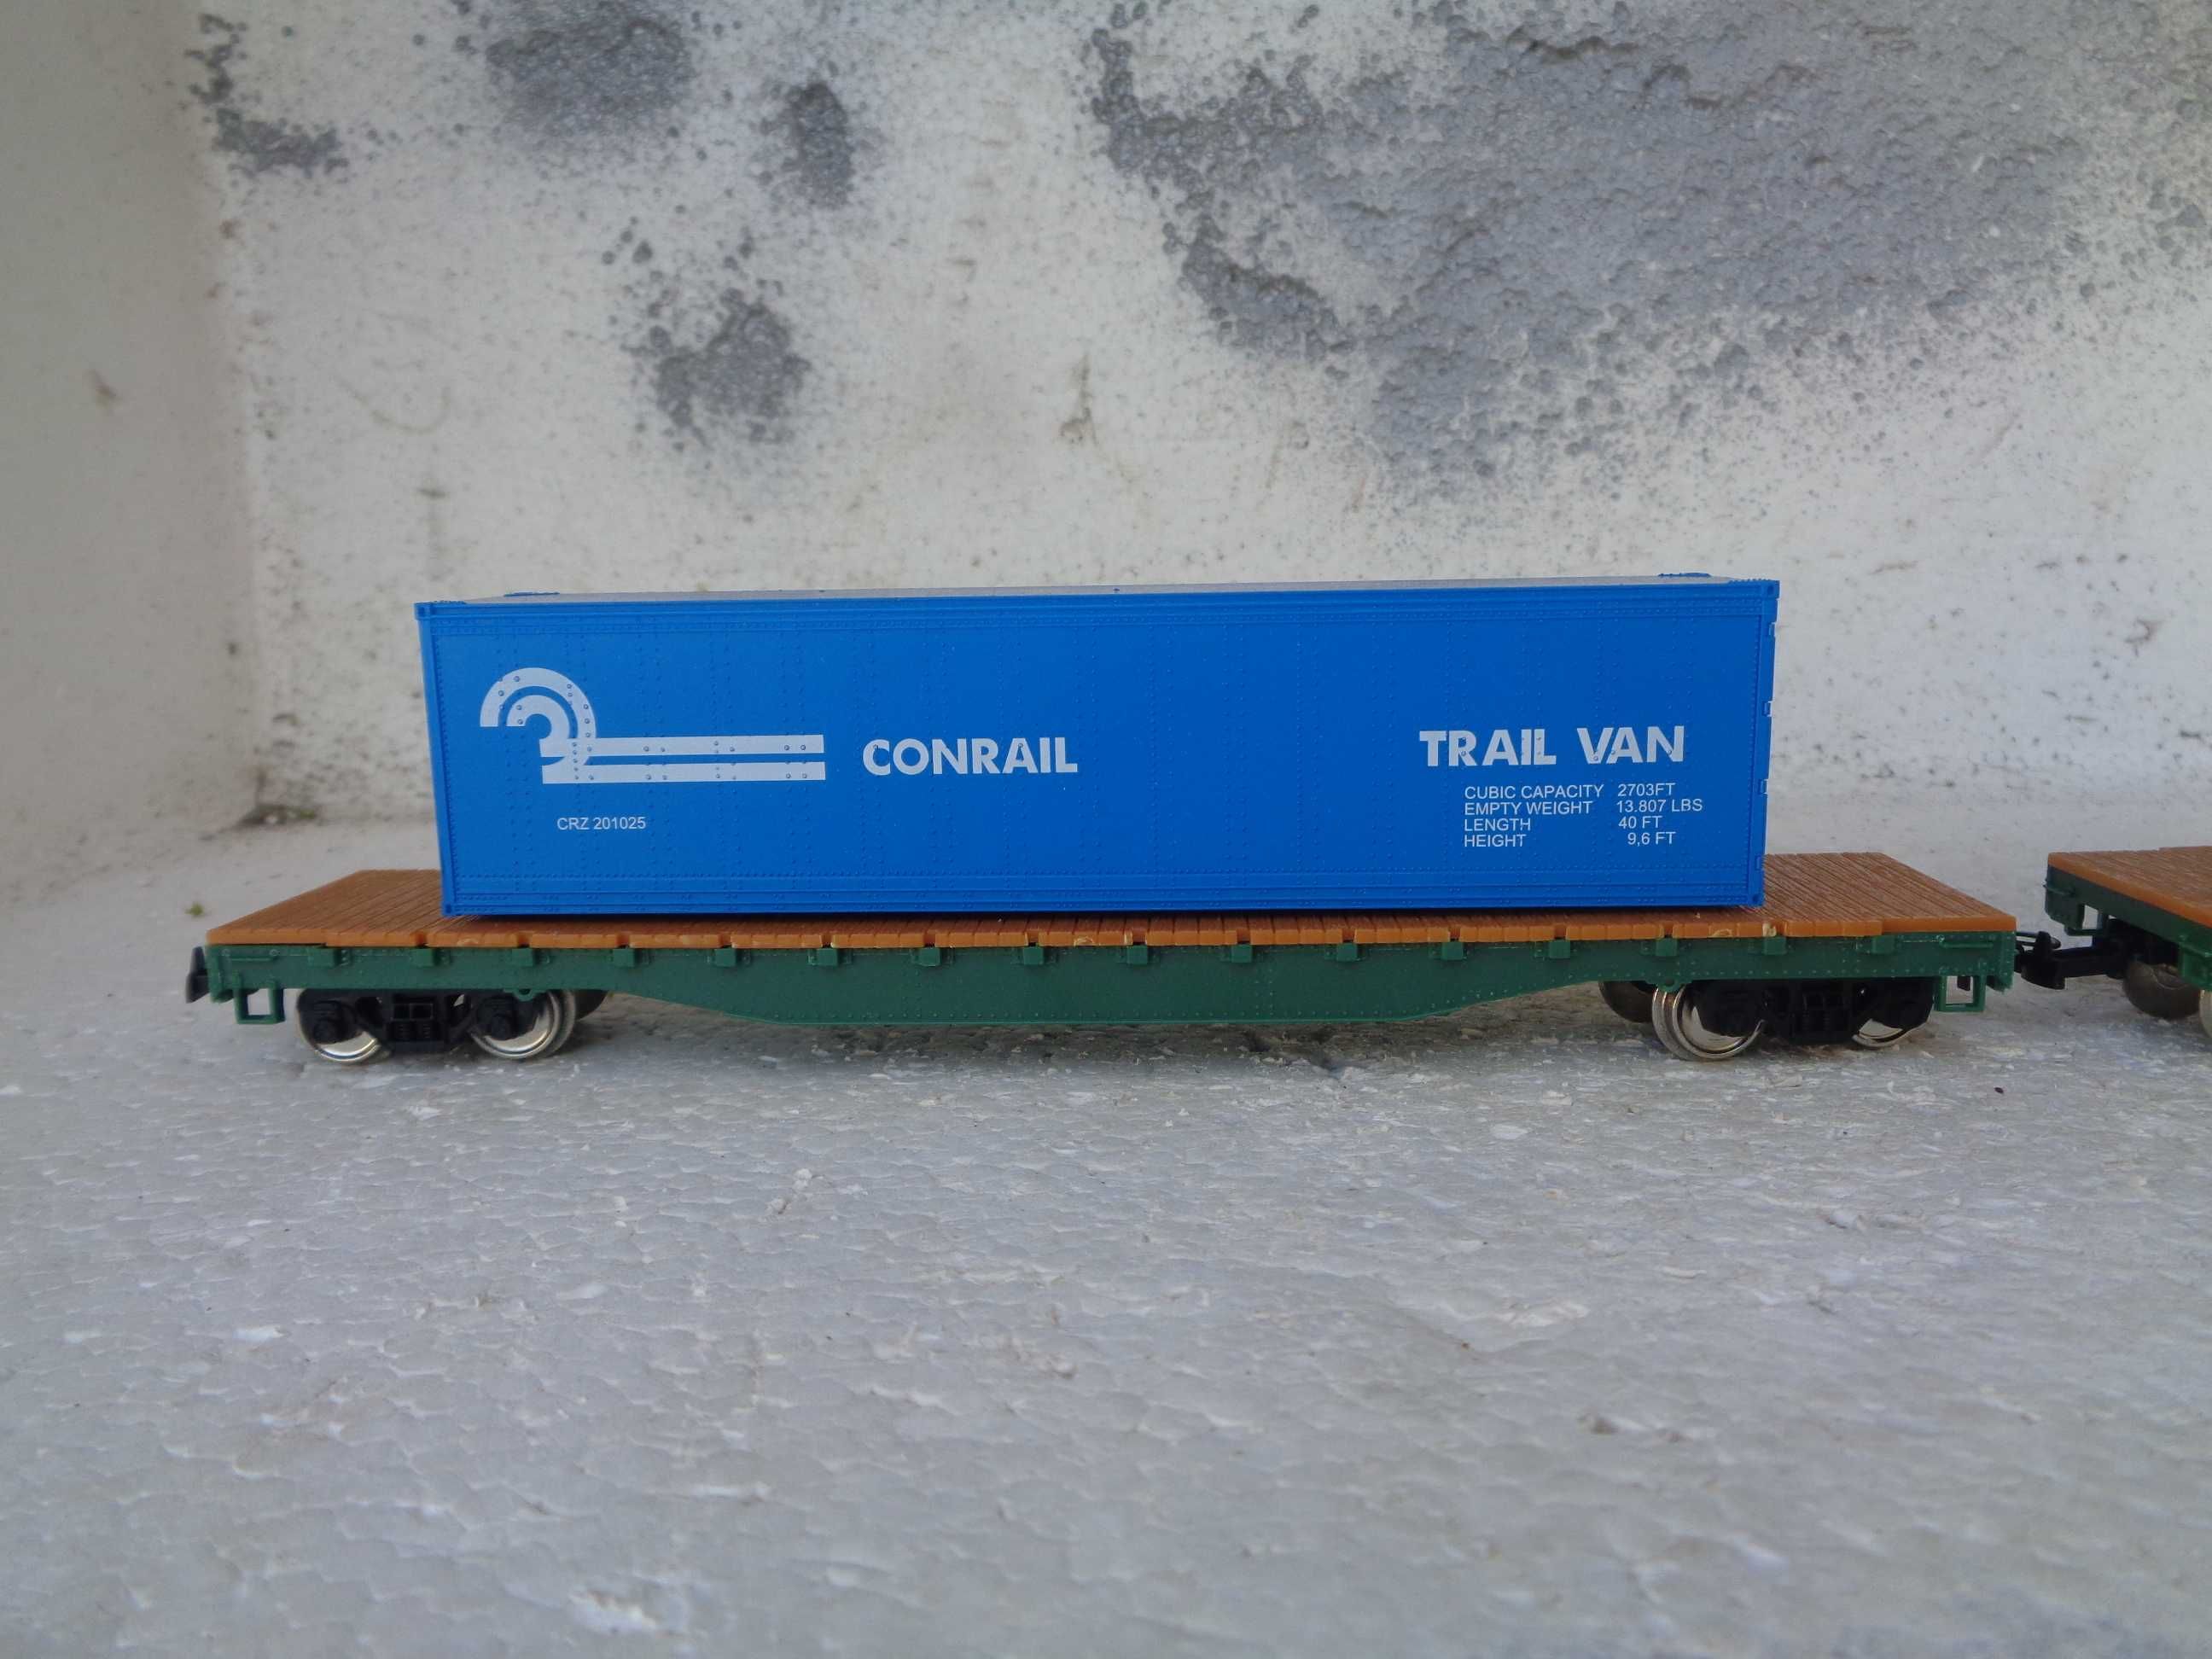 CONRAIL
TRAIL VAN
CUBIC CAPACITY 2703FT
EMPTY WEIGHT 13.807 LBS
LENGTH 40 FT
HEIGHT 9,6 FT
CRZ 201025